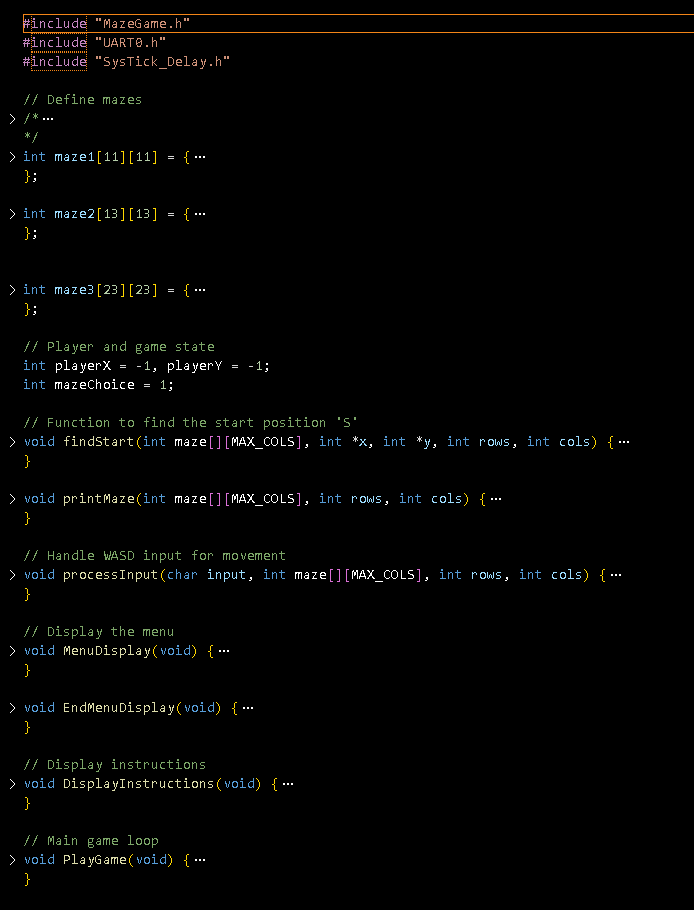 #include "MazeGame.h"
#include "UART0.h"
#include "SysTick_Delay.h"
// Define mazes
/*···
*/
int maze1[11][11] = {···
};
int maze2[13][13] = {···
};
int maze3[23][23] = {···
};
// Player and game state
int playerX = -1, playerY = -1;
int mazeChoice = 1;
// Function to find the start position 'S'
void findStart(int maze[][MAX_COLS], int *x, int *y, int rows, int cols) {···
}
void printMaze(int maze[][MAX_COLS], int rows, int cols) {···
}
// Handle WASD input for movement
void processInput(char input, int maze[][MAX_COLS], int rows, int cols) {···
}
// Display the menu
void MenuDisplay(void) {···
}
void EndMenuDisplay(void) {···
}
// Display instructions
void DisplayInstructions(void) {···
}
// Main game loop
void PlayGame(void) {···
}